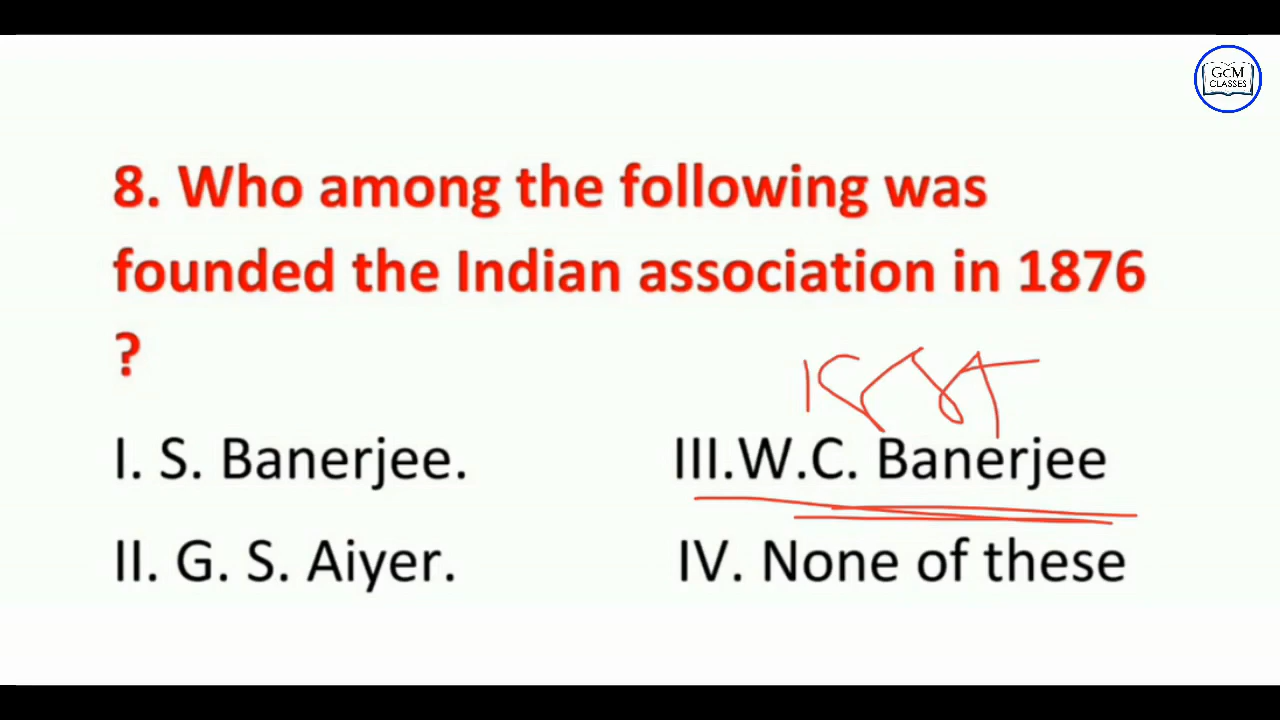 GCM
CLASSES
8. Who among the following was
founded the Indian association in 1876
?
1885
I. S. Banerjee.
III.W.C. Banerjee
II. G. S. Aiyer.
IV. None of these